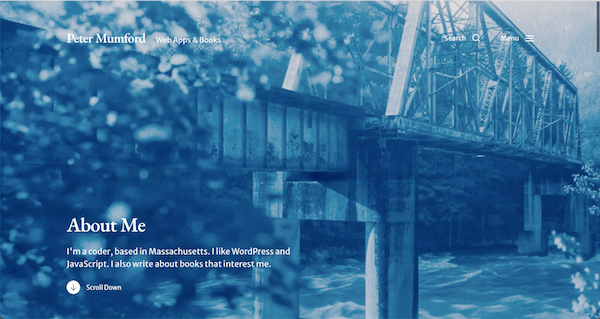 Peter Mumford Web Apps & Books Search Menu
About Me
I'm a coder, based in Massachusetts. I like WordPress and
JavaScript. I also write about books that interest me.
Scroll Down